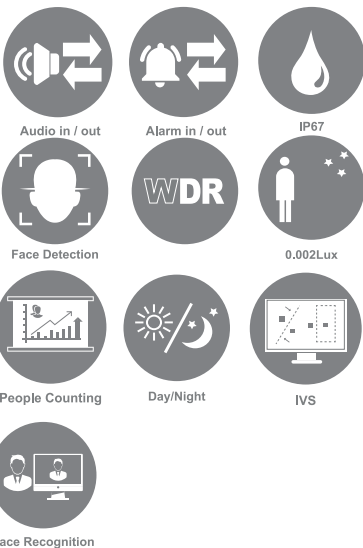 Audio in / out
Alarm in / out
IP67
WDR
Face Detection
0.002Lux
People Counting
Day/Night
IVS
ace Recognition